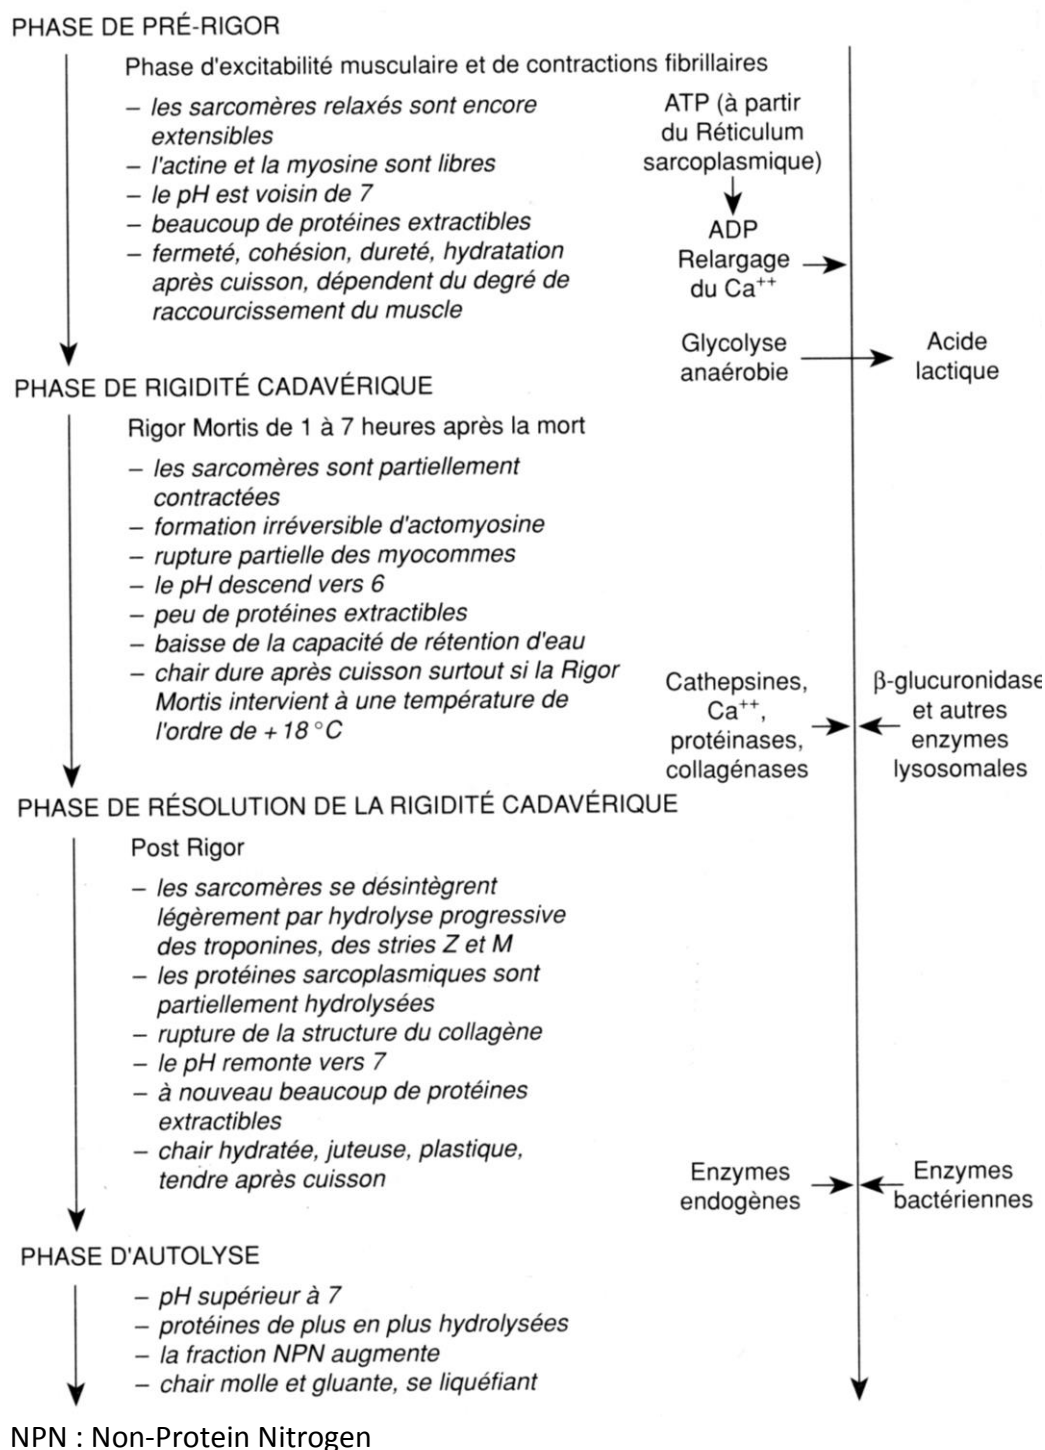 PHASE DE PRÉ-RIGOR
Phase d'excitabilité musculaire et de contractions fibrillaires
– les sarcomères relaxés sont encore
extensibles
– l'actine et la myosine sont libres
– le pH est voisin de 7
– beaucoup de protéines extractibles
– fermeté, cohésion, dureté, hydratation
après cuisson, dépendent du degré de
raccourcissement du muscle
ATP (à partir
du Réticulum
sarcoplasmique)
ADP
Relargage
du Ca++
Glycolyse
anaérobie
Acide
lactique
PHASE DE RIGIDITÉ CADAVÉRIQUE
Rigor Mortis de 1 à 7 heures après la mort
– les sarcomères sont partiellement
contractées
– formation irréversible d'actomyosine
– rupture partielle des myocommes
– le pH descend vers 6
– peu de protéines extractibles
– baisse de la capacité de rétention d'eau
– chair dure après cuisson surtout si la Rigor
Mortis intervient à une température de
l'ordre de + 18 °C
Cathepsines,
Ca++,
protéinases,
collagénases
β-glucuronidase
et autres
enzymes
lysosomales
PHASE DE RÉSOLUTION DE LA RIGIDITÉ CADAVÉRIQUE
Post Rigor
– les sarcomères se désintègrent
légèrement par hydrolyse progressive
des troponines, des stries Z et M
– les protéines sarcoplasmiques sont
partiellement hydrolysées
– rupture de la structure du collagène
– le pH remonte vers 7
– à nouveau beaucoup de protéines
extractibles
– chair hydratée, juteuse, plastique,
tendre après cuisson
Enzymes
endogènes
Enzymes
bactériennes
PHASE D'AUTOLYSE
– pH supérieur à 7
– protéines de plus en plus hydrolysées
– la fraction NPN augmente
– chair molle et gluante, se liquéfiant
NPN : Non-Protein Nitrogen